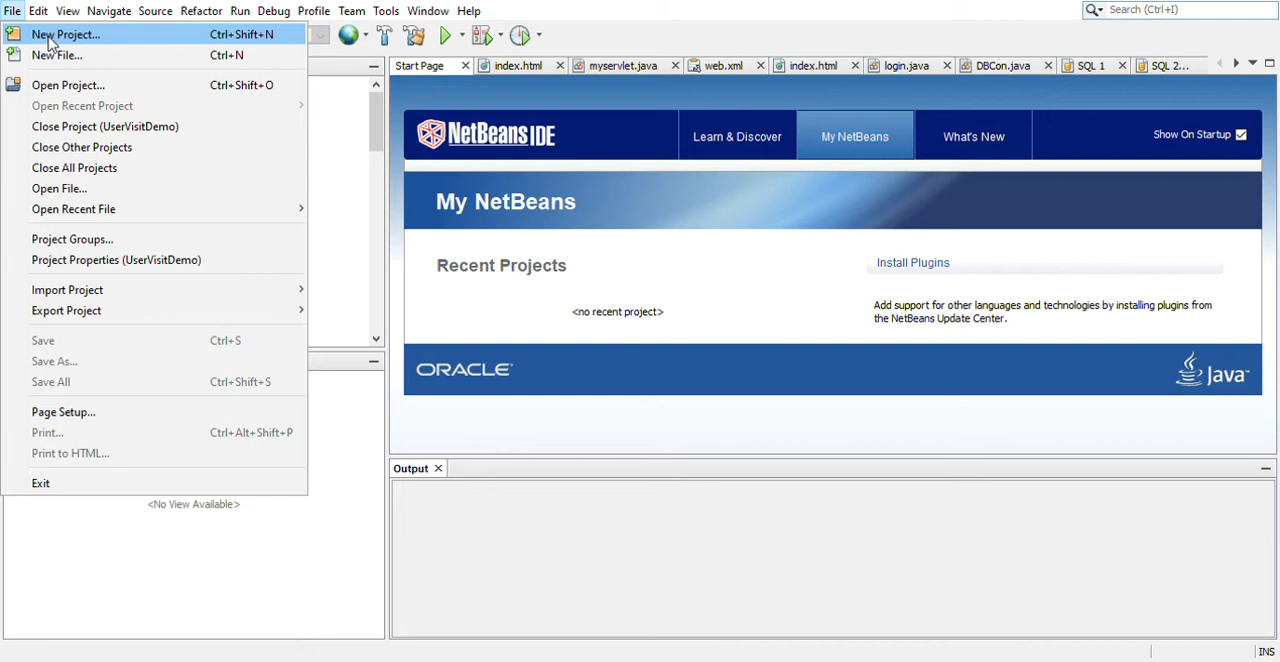 File Edit View Navigate Source Refactor Run Debug Profile Team Tools Window Help
Search (Ctrl+I)
New Project... Ctrl+Shift+N
New File... Ctrl+N
Open Project... Ctrl+Shift+O
Open Recent Project
Close Project (UserVisitDemo)
Close Other Projects
Close All Projects
Open File...
Open Recent File
Project Groups...
Project Properties (UserVisitDemo)
Import Project
Export Project
Save Ctrl+S
Save As...
Save All Ctrl+Shift+S
Page Setup...
Print... Ctrl+Alt+Shift+P
Print to HTML...
Exit
<No View Available>
Start Page index.html myservlet.java web.xml index.html login.java DBCon.java SQL 1 SQL 2...
NetBeans IDE
Learn & Discover My NetBeans What's New Show On Startup
My NetBeans
Recent Projects
<no recent project>
Install Plugins
Add support for other languages and technologies by installing plugins from
the NetBeans Update Center.
ORACLE Java
Output
INS